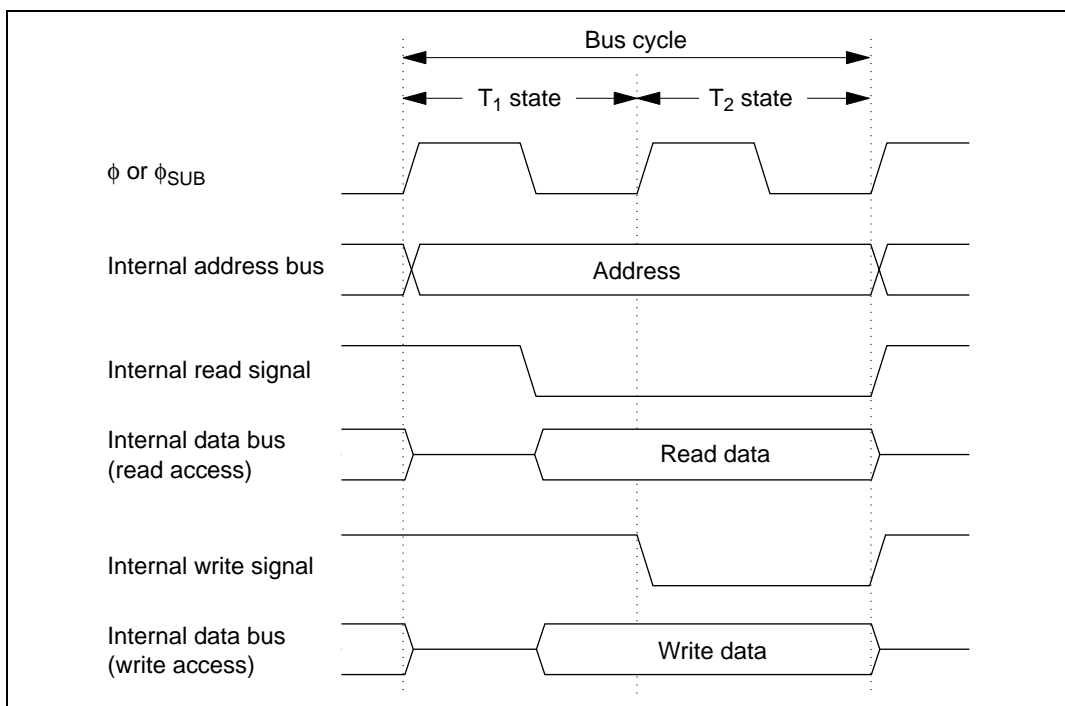 Bus cycle
T₁ state
T₂ state
ϕ or ϕSUB
Internal address bus
Address
Internal read signal
Internal data bus
(read access)
Read data
Internal write signal
Internal data bus
(write access)
Write data